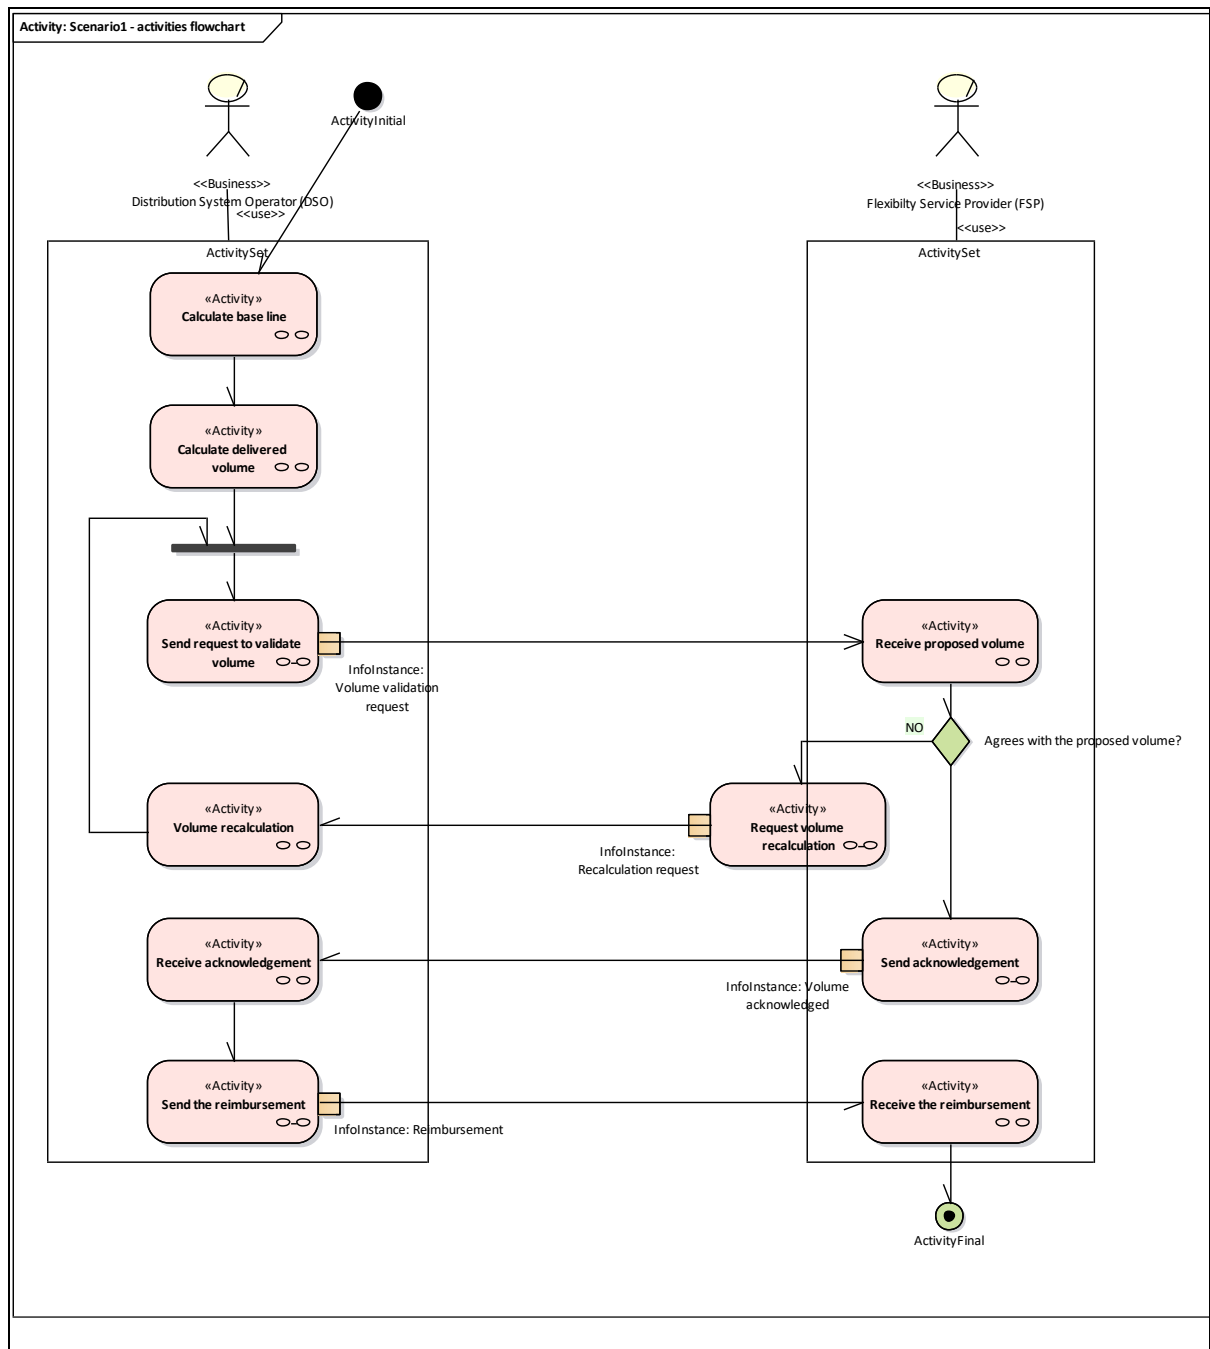 Activity: Scenario1 - activities flowchart
ActivityInitial
<<Business>>
Distribution System Operator (DSO)
<<use>>
<<Business>>
Flexibilty Service Provider (FSP)
<<use>>
ActivitySet
ActivitySet
«Activity»
Calculate base line
«Activity»
Calculate delivered
volume
«Activity»
Send request to validate
volume
InfoInstance:
Volume validation
request
«Activity»
Receive proposed volume
NO
Agrees with the proposed volume?
«Activity»
Volume recalculation
«Activity»
Request volume
recalculation
InfoInstance:
Recalculation request
«Activity»
Receive acknowledgement
«Activity»
Send acknowledgement
InfoInstance: Volume
acknowledged
«Activity»
Send the reimbursement
InfoInstance: Reimbursement
«Activity»
Receive the reimbursement
ActivityFinal